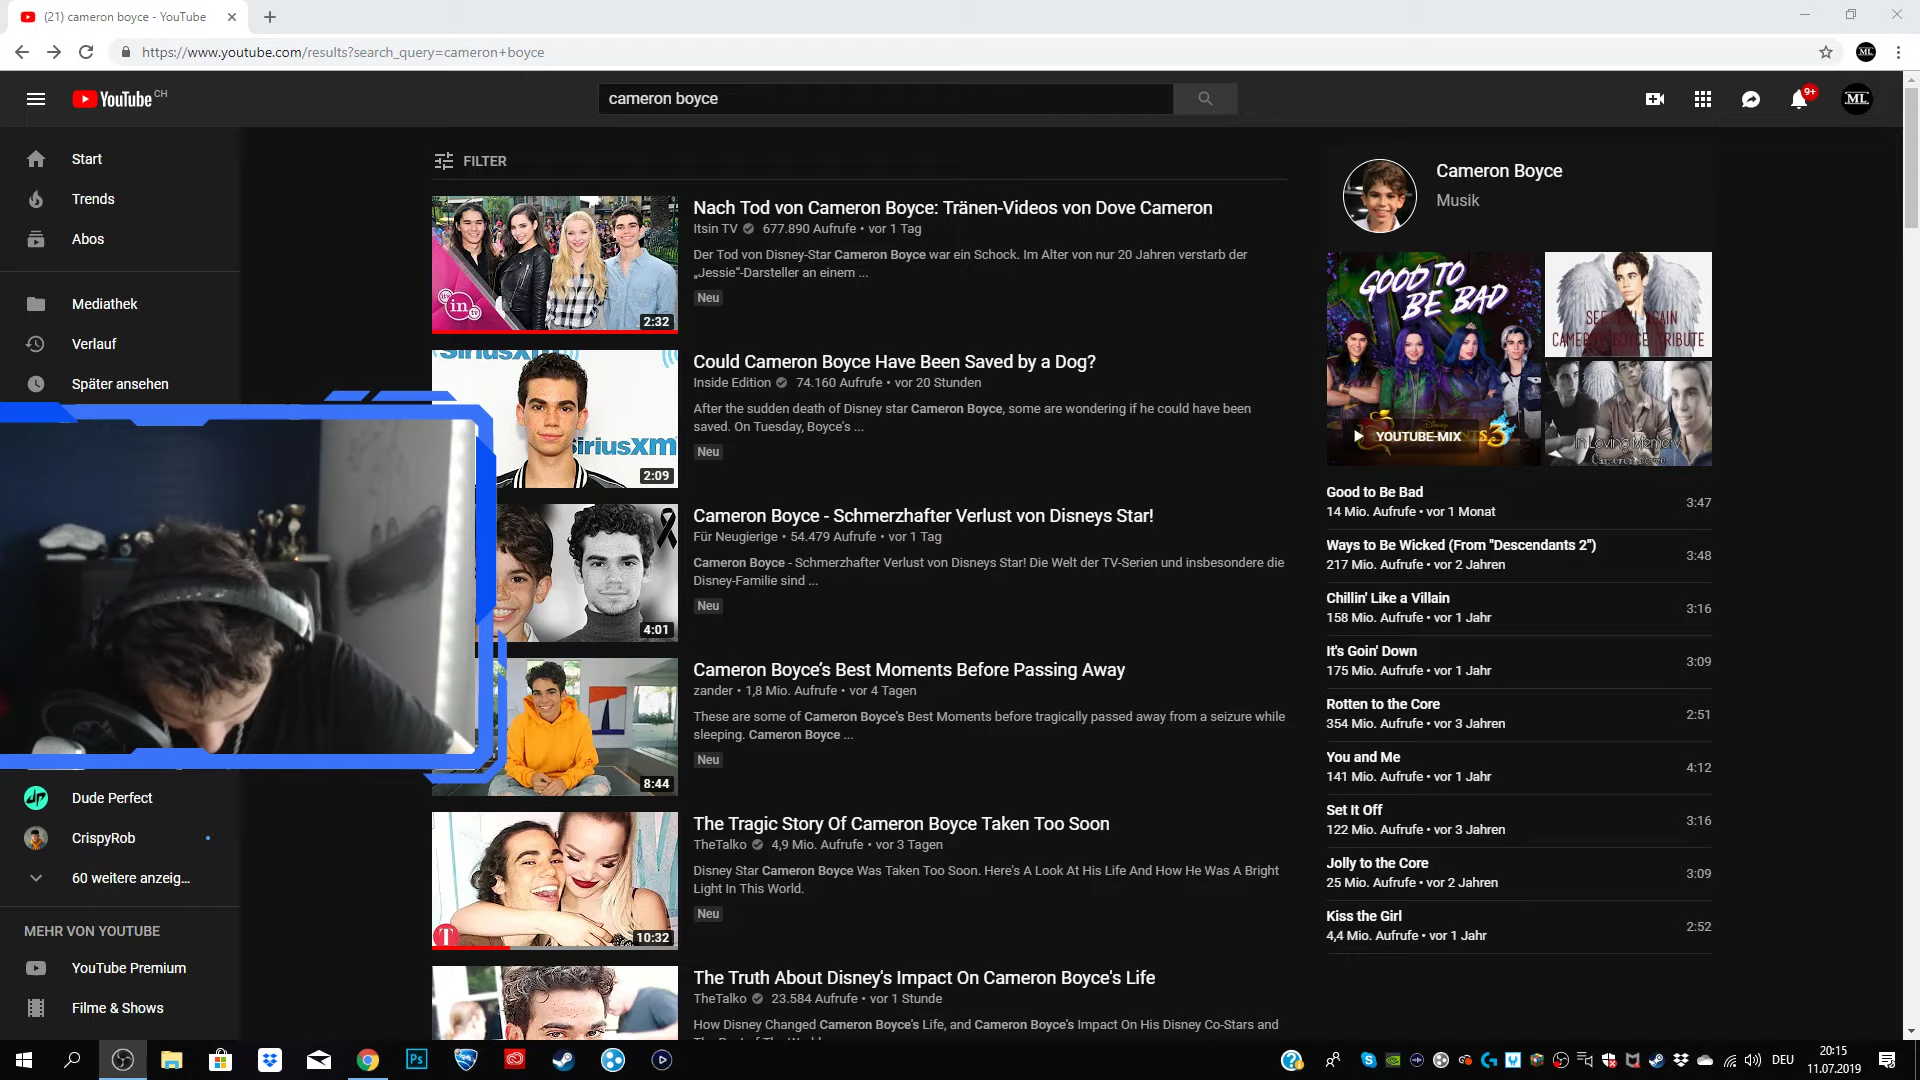 (21) cameron boyce - YouTube
https://www.youtube.com/results?search_query=cameron+boyce
ML
YouTube CH
cameron boyce
9+
ML
Start
Trends
Abos
Mediathek
Verlauf
Später ansehen
Dude Perfect
CrispyRob
60 weitere anzeig...
MEHR VON YOUTUBE
YouTube Premium
Filme & Shows
FILTER
in
2:32
Nach Tod von Cameron Boyce: Tränen-Videos von Dove Cameron
Itsin TV 677.890 Aufrufe • vor 1 Tag
Der Tod von Disney-Star Cameron Boyce war ein Schock. Im Alter von nur 20 Jahren verstarb der
„Jessie“-Darsteller an einem ...
Neu
SiriusXM
siriusxm
2:09
Could Cameron Boyce Have Been Saved by a Dog?
Inside Edition 74.160 Aufrufe • vor 20 Stunden
After the sudden death of Disney star Cameron Boyce, some are wondering if he could have been
saved. On Tuesday, Boyce's ...
Neu
4:01
Cameron Boyce - Schmerzhafter Verlust von Disneys Star!
Für Neugierige • 54.479 Aufrufe • vor 1 Tag
Cameron Boyce - Schmerzhafter Verlust von Disneys Star! Die Welt der TV-Serien und insbesondere die
Disney-Familie sind ...
Neu
8:44
Cameron Boyce’s Best Moments Before Passing Away
zander • 1,8 Mio. Aufrufe • vor 4 Tagen
These are some of Cameron Boyce's Best Moments before tragically passed away from a seizure while
sleeping. Cameron Boyce ...
Neu
T
10:32
The Tragic Story Of Cameron Boyce Taken Too Soon
TheTalko 4,9 Mio. Aufrufe • vor 3 Tagen
Disney Star Cameron Boyce Was Taken Too Soon. Here's A Look At His Life And How He Was A Bright
Light In This World.
Neu
The Truth About Disney's Impact On Cameron Boyce's Life
TheTalko 23.584 Aufrufe • vor 1 Stunde
How Disney Changed Cameron Boyce's Life, and Cameron Boyce's Impact On His Disney Co-Stars and
Cameron Boyce
Musik
GOOD TO
BE BAD
YOUTUBE-MIX
3
TRIBUTE
In Loving Memory
Cameron boyce
Good to Be Bad
14 Mio. Aufrufe • vor 1 Monat
3:47
Ways to Be Wicked (From "Descendants 2")
217 Mio. Aufrufe • vor 2 Jahren
3:48
Chillin' Like a Villain
158 Mio. Aufrufe • vor 1 Jahr
3:16
It's Goin' Down
175 Mio. Aufrufe • vor 1 Jahr
3:09
Rotten to the Core
354 Mio. Aufrufe • vor 3 Jahren
2:51
You and Me
141 Mio. Aufrufe • vor 1 Jahr
4:12
Set It Off
122 Mio. Aufrufe • vor 3 Jahren
3:16
Jolly to the Core
25 Mio. Aufrufe • vor 2 Jahren
3:09
Kiss the Girl
4,4 Mio. Aufrufe • vor 1 Jahr
2:52
Ps
DEU
20:15
11.07.2019